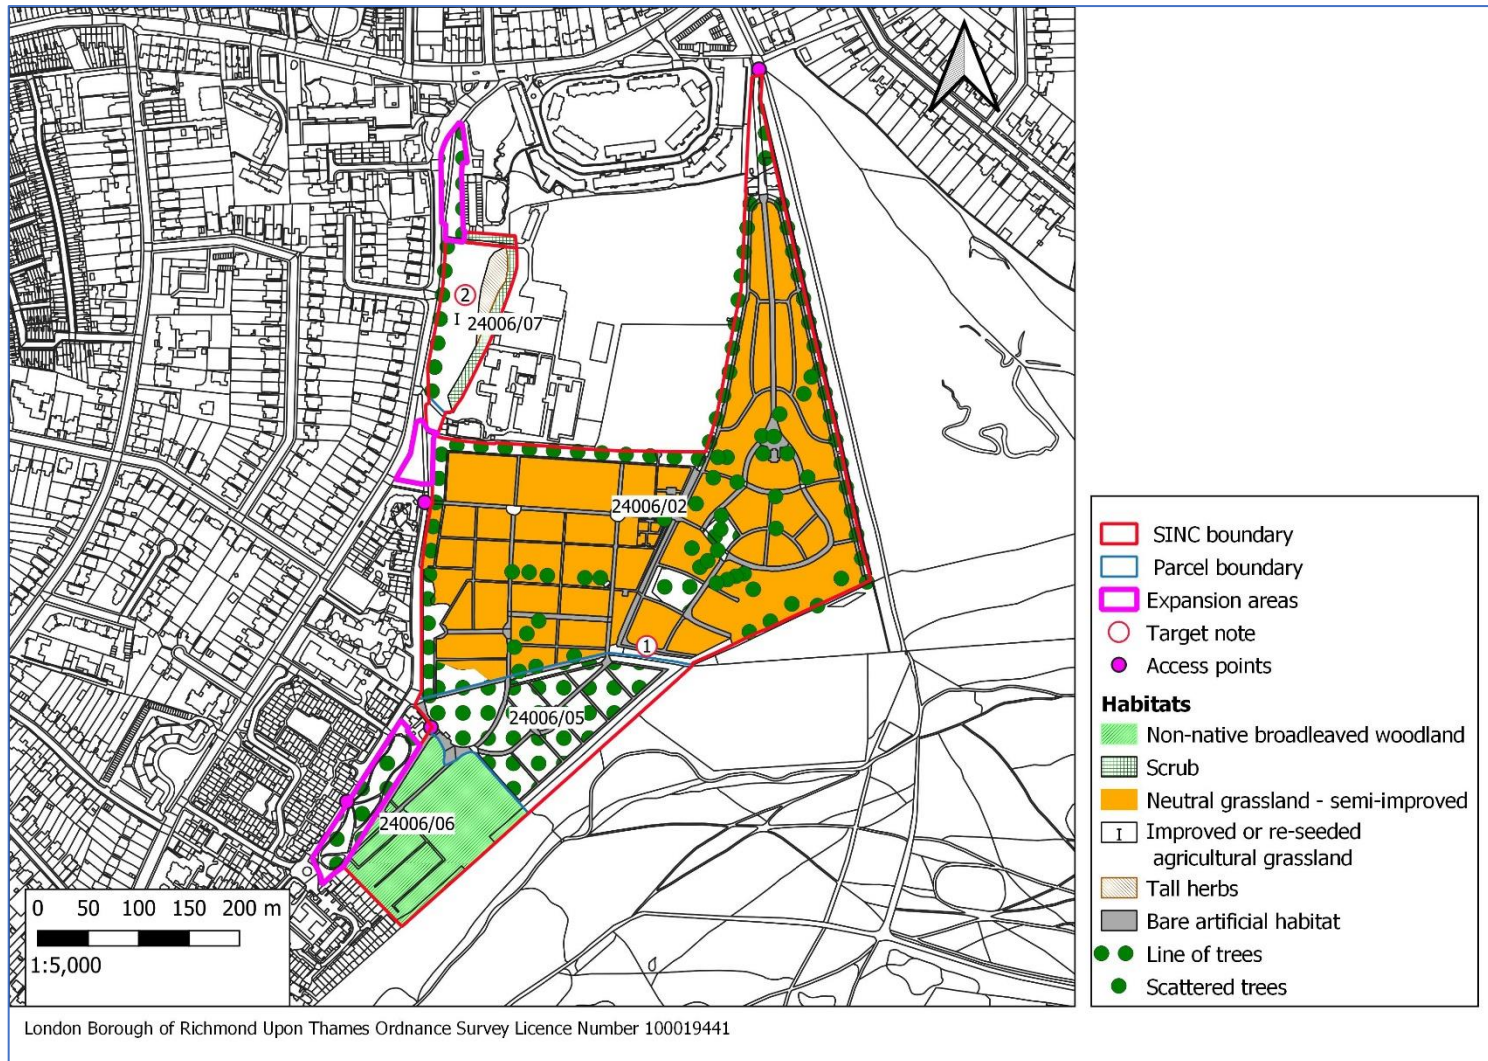 2
I
24006/07
24006/02
1
24006/05
24006/06
0 50 100 150 200 m
1:5,000
SINC boundary
Parcel boundary
Expansion areas
Target note
Access points
Habitats
Non-native broadleaved woodland
Scrub
Neutral grassland - semi-improved
I Improved or re-seeded
agricultural grassland
Tall herbs
Bare artificial habitat
Line of trees
Scattered trees
London Borough of Richmond Upon Thames Ordnance Survey Licence Number 100019441